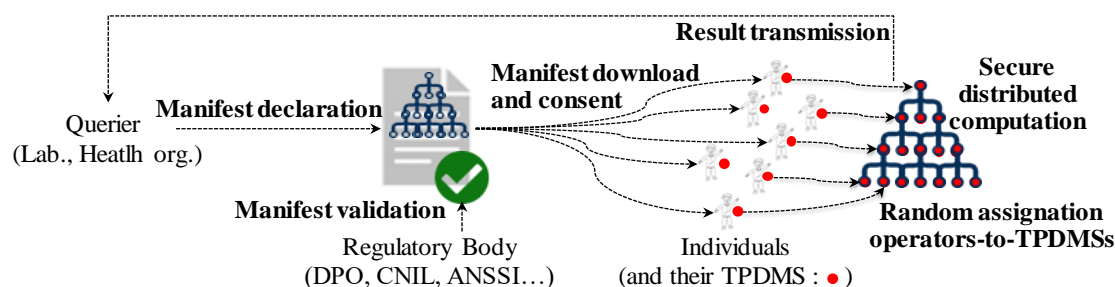 Result transmission
Manifest download
and consent
Secure
distributed
computation
Manifest declaration
Querier
(Lab., Heatlh org.)
Manifest validation
Random assignation
operators-to-TPDMSs
Regulatory Body
(DPO, CNIL, ANSSI…)
Individuals
(and their TPDMS : )